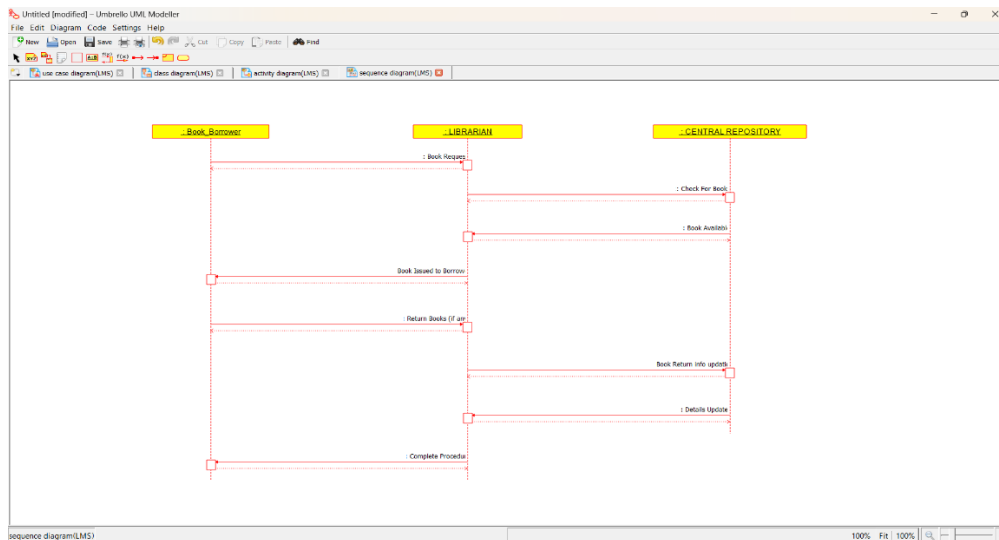 Untitled [modified] – Umbrello UML Modeller
File Edit Diagram Code Settings Help
New Open Save Cut Copy Paste Find
use case diagram(LMS) class diagram(LMS) activity diagram(LMS) sequence diagram(LMS)
: Book_Borrower : LIBRARIAN : CENTRAL REPOSITORY
: Book Reques
: Check For Book
: Book Availabl
Book Issued to Borrow
: Return Books (if any
Book Return info updat
: Details Update
: Complete Procedu
sequence diagram(LMS) 100% Fit 100%